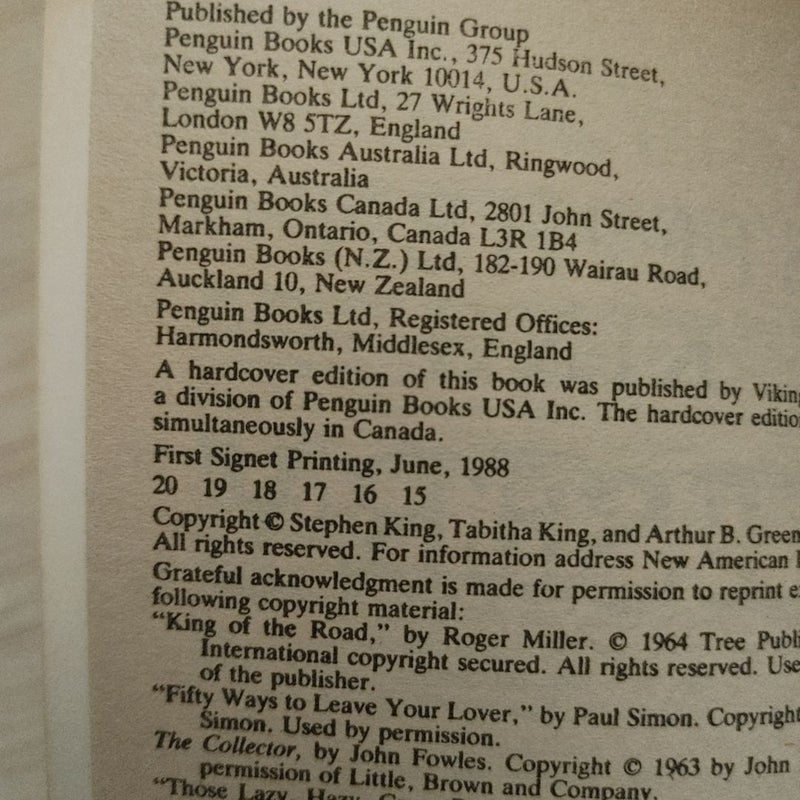 Published by the Penguin Group
Penguin Books USA Inc., 375 Hudson Street,
New York, New York 10014, U.S.A.
Penguin Books Ltd, 27 Wrights Lane,
London W8 5TZ, England
Penguin Books Australia Ltd, Ringwood,
Victoria, Australia
Penguin Books Canada Ltd, 2801 John Street,
Markham, Ontario, Canada L3R 1B4
Penguin Books (N.Z.) Ltd, 182-190 Wairau Road,
Auckland 10, New Zealand
Penguin Books Ltd, Registered Offices:
Harmondsworth, Middlesex, England
A hardcover edition of this book was published by Viking
a division of Penguin Books USA Inc. The hardcover editio
simultaneously in Canada.
First Signet Printing, June, 1988
20 19 18 17 16 15
Copyright © Stephen King, Tabitha King, and Arthur B. Green
All rights reserved. For information address New American
Grateful acknowledgment is made for permission to reprint e
following copyright material:
"King of the Road," by Roger Miller. © 1964 Tree Publi
International copyright secured. All rights reserved. Use
of the publisher.
"Fifty Ways to Leave Your Lover," by Paul Simon. Copyright
Simon. Used by permission.
The Collector, by John Fowles. Copyright © 1963 by John
permission of Little, Brown and Company.
"Those Lazy, Hazy,